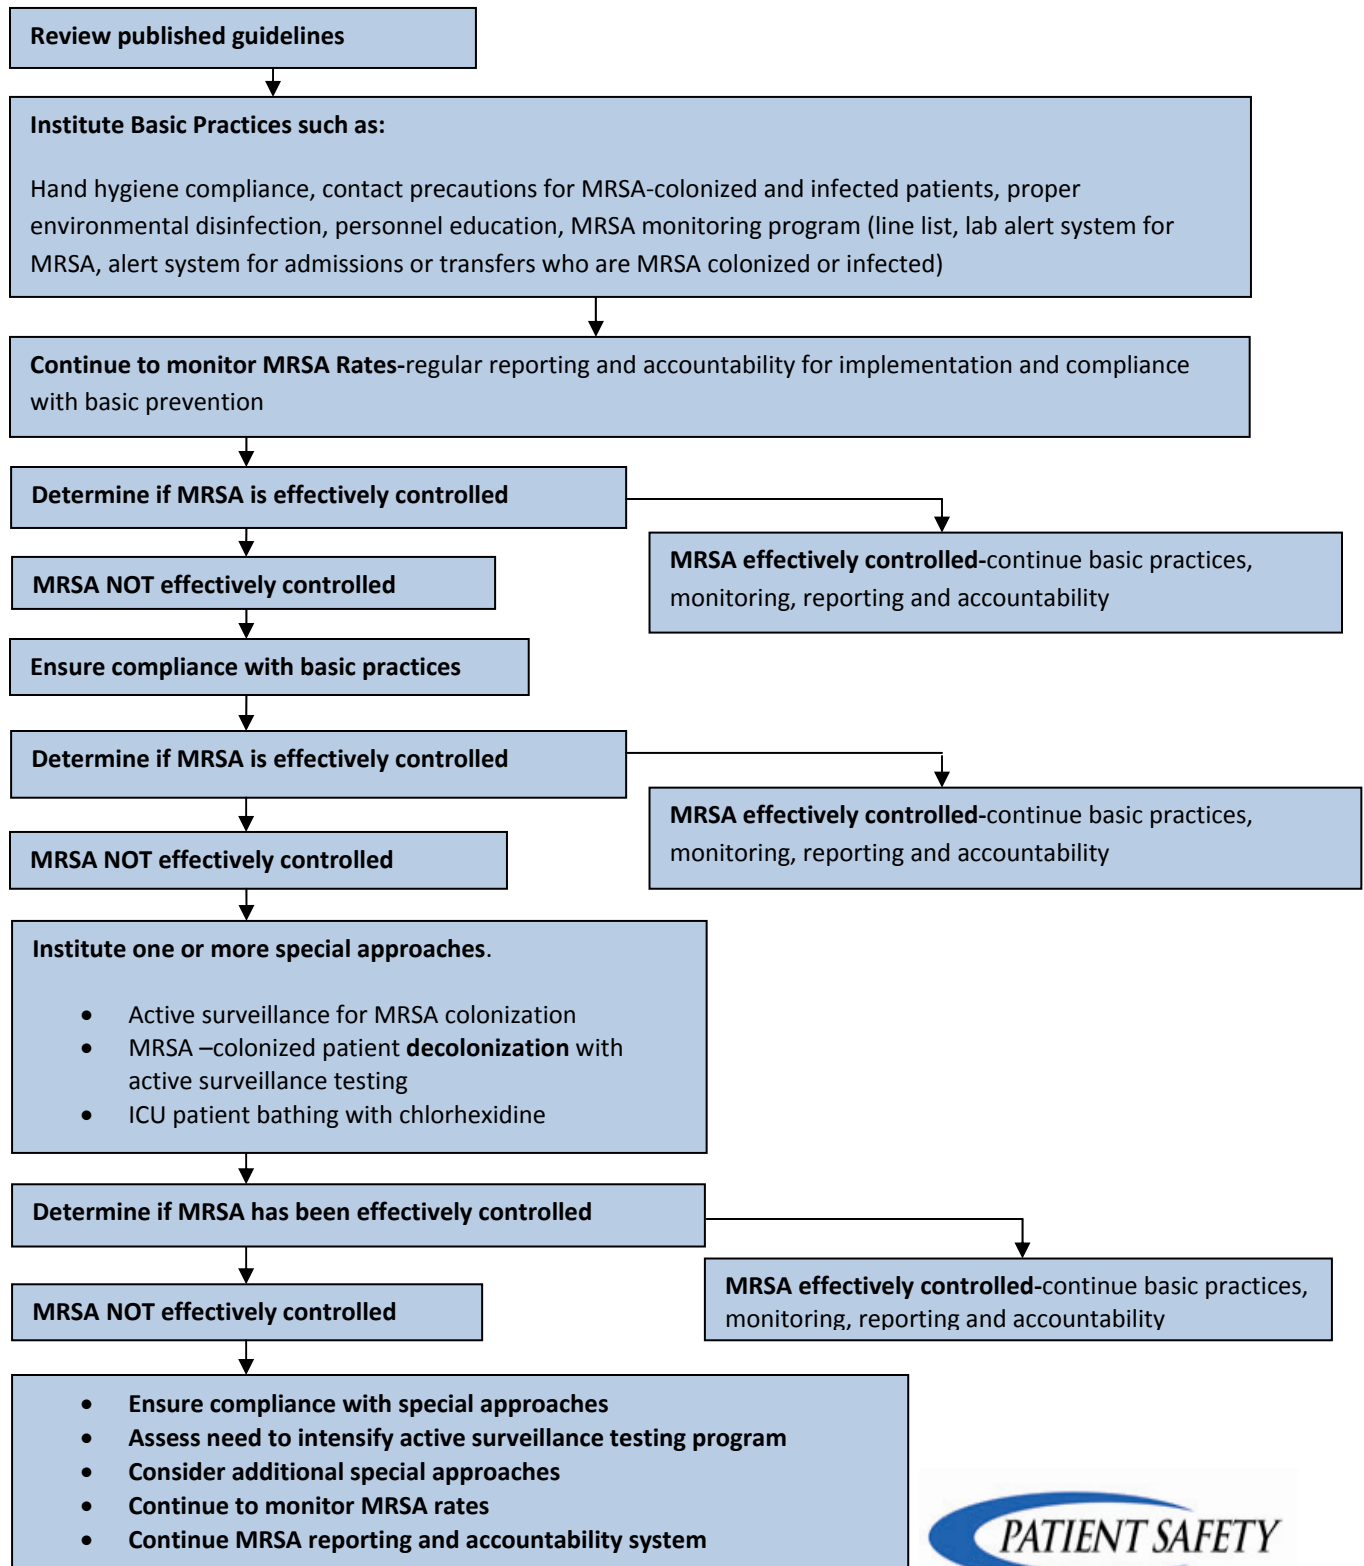 Review published guidelines
Institute Basic Practices such as:
Hand hygiene compliance, contact precautions for MRSA-colonized and infected patients, proper
environmental disinfection, personnel education, MRSA monitoring program (line list, lab alert system for
MRSA, alert system for admissions or transfers who are MRSA colonized or infected)
Continue to monitor MRSA Rates-regular reporting and accountability for implementation and compliance
with basic prevention
Determine if MRSA is effectively controlled
MRSA effectively controlled-continue basic practices,
monitoring, reporting and accountability
MRSA NOT effectively controlled
Ensure compliance with basic practices
Determine if MRSA is effectively controlled
MRSA effectively controlled-continue basic practices,
monitoring, reporting and accountability
MRSA NOT effectively controlled
Institute one or more special approaches.
• Active surveillance for MRSA colonization
• MRSA –colonized patient decolonization with
active surveillance testing
• ICU patient bathing with chlorhexidine
Determine if MRSA has been effectively controlled
MRSA effectively controlled-continue basic practices,
monitoring, reporting and accountability
MRSA NOT effectively controlled
• Ensure compliance with special approaches
• Assess need to intensify active surveillance testing program
• Consider additional special approaches
• Continue to monitor MRSA rates
• Continue MRSA reporting and accountability system
PATIENT SAFETY